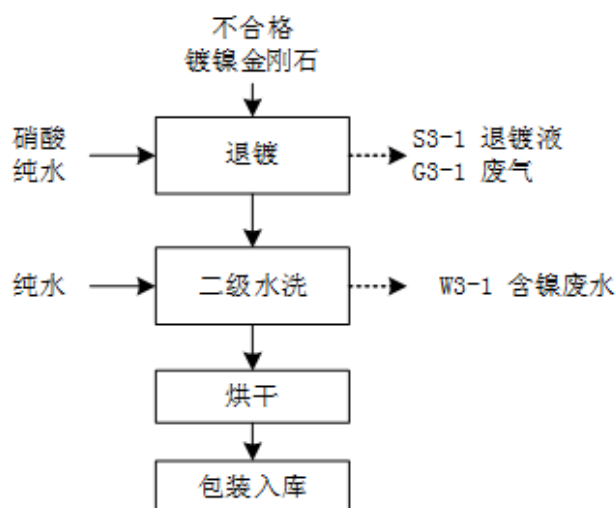 不合格
镀镍金刚石
硝酸
纯水
退镀
S3-1 退镀液
G3-1 废气
纯水
二级水洗
W3-1 含镍废水
烘干
包装入库